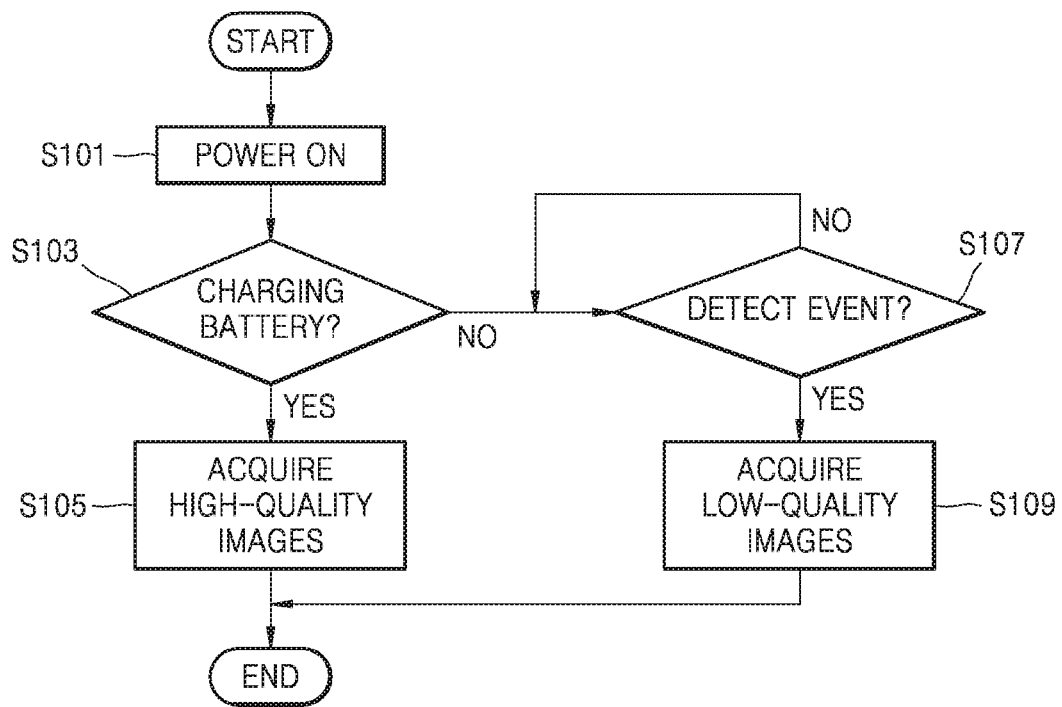 START
S101
POWER ON
S103
CHARGING
BATTERY?
NO
NO
S107
DETECT EVENT?
YES
YES
S105
ACQUIRE
HIGH-QUALITY
IMAGES
ACQUIRE
LOW-QUALITY
IMAGES
S109
END